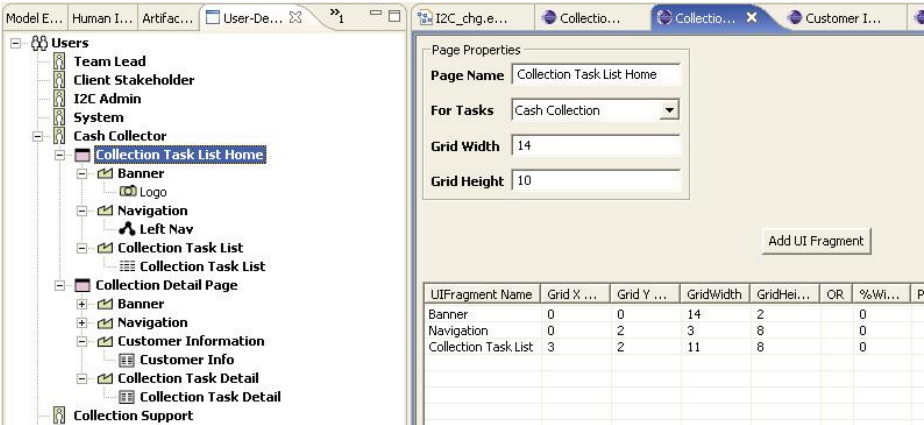 Model E... Human I... Artifac... User-De... »1
I2C_chg.e... Collectio... Collectio... Customer I...
Users
Team Lead
Client Stakeholder
I2C Admin
System
Cash Collector
Collection Task List Home
Banner
Logo
Navigation
Left Nav
Collection Task List
Collection Task List
Collection Detail Page
Banner
Navigation
Customer Information
Customer Info
Collection Task Detail
Collection Task Detail
Collection Support
Page Properties
Page Name Collection Task List Home
For Tasks Cash Collection
Grid Width 14
Grid Height 10
Add UI Fragment
UIFragment Name Grid X ... Grid Y ... GridWidth GridHei... OR %Wi... P
Banner 0 0 14 2 0
Navigation 0 2 3 8 0
Collection Task List 3 2 11 8 0